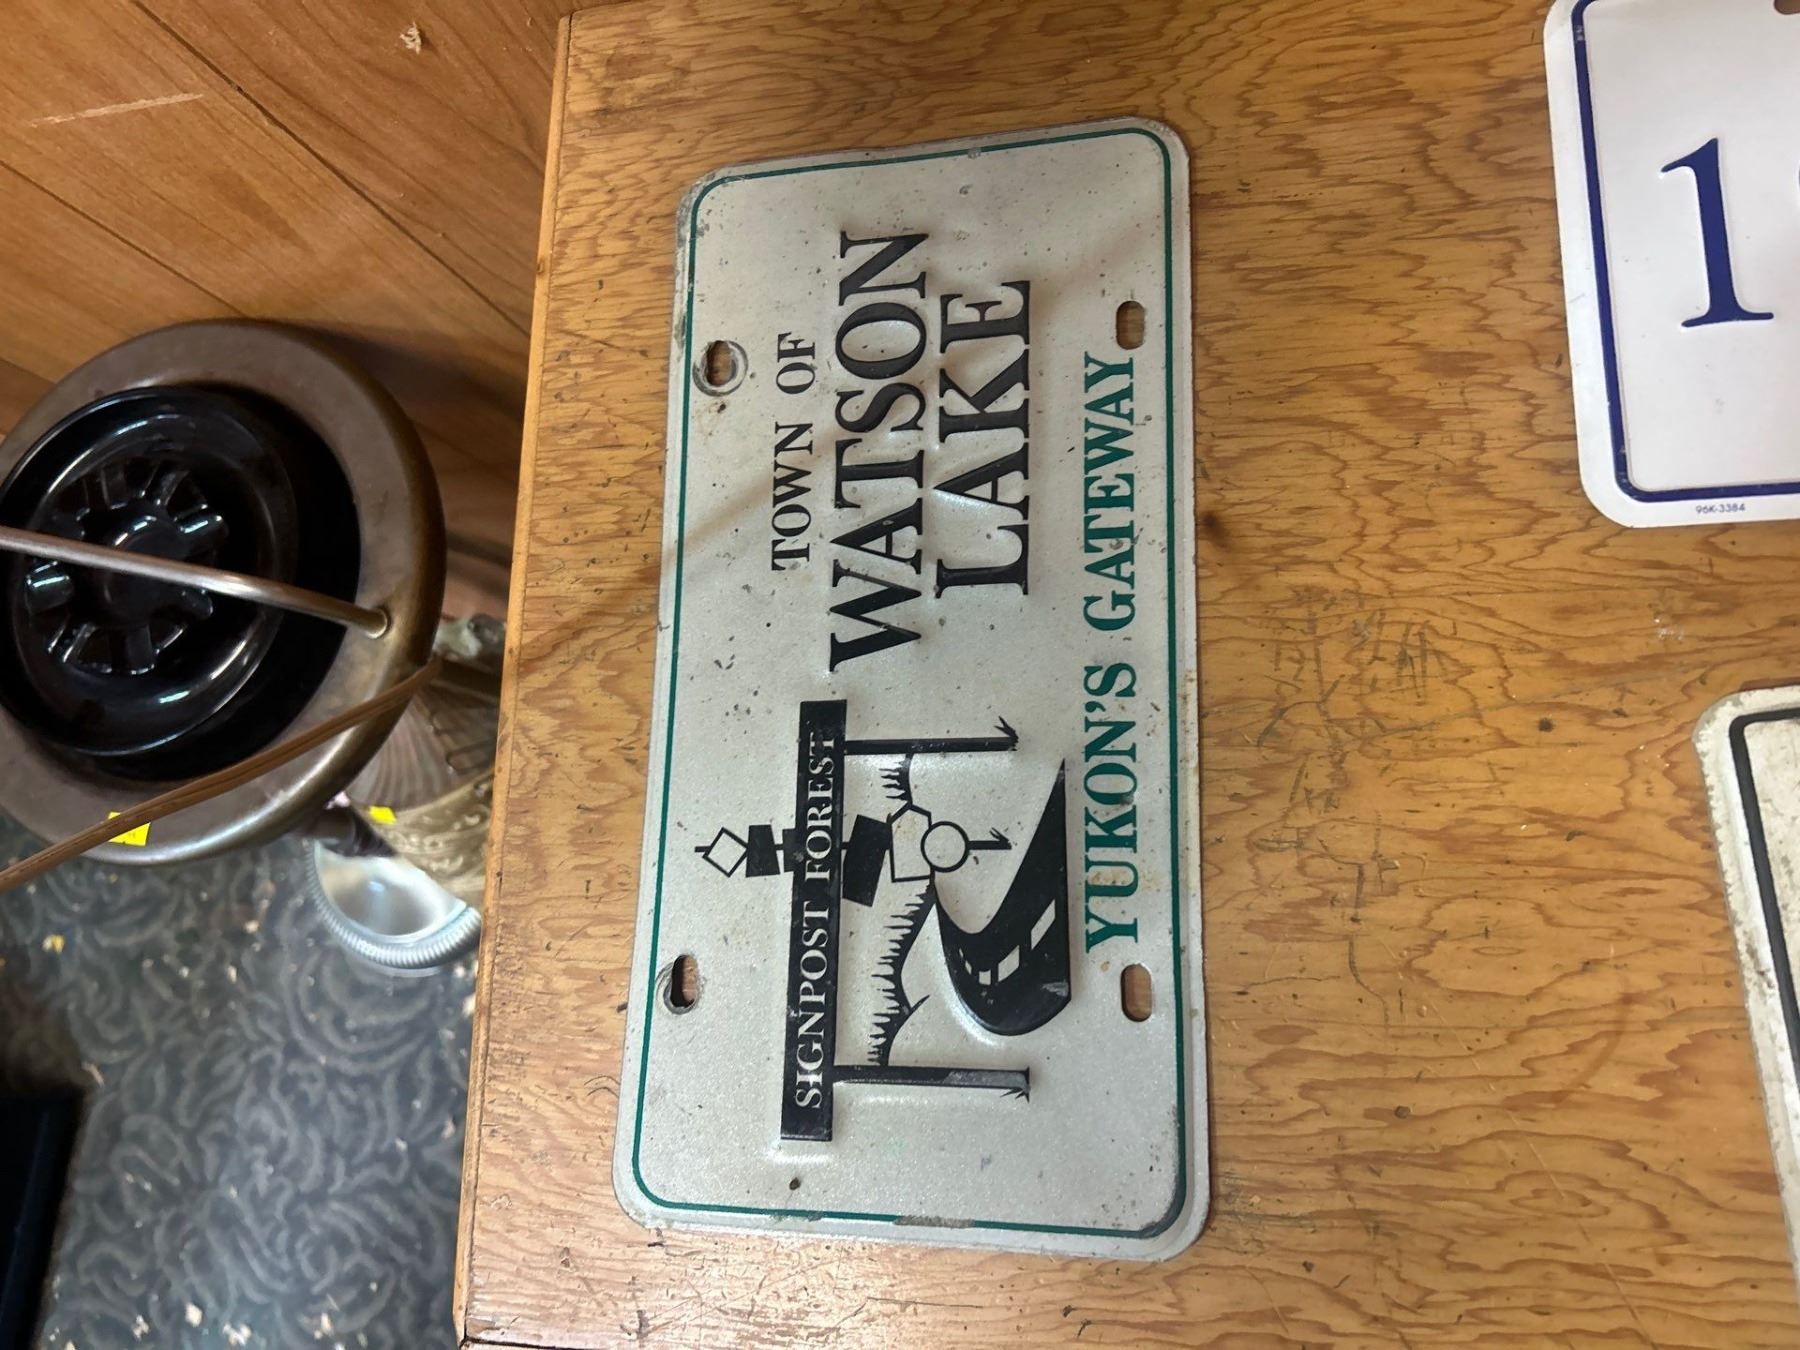 TOWN OF
WATSON
LAKE
SIGNPOST FOREST
YUKON'S GATEWAY
1
96K-3384